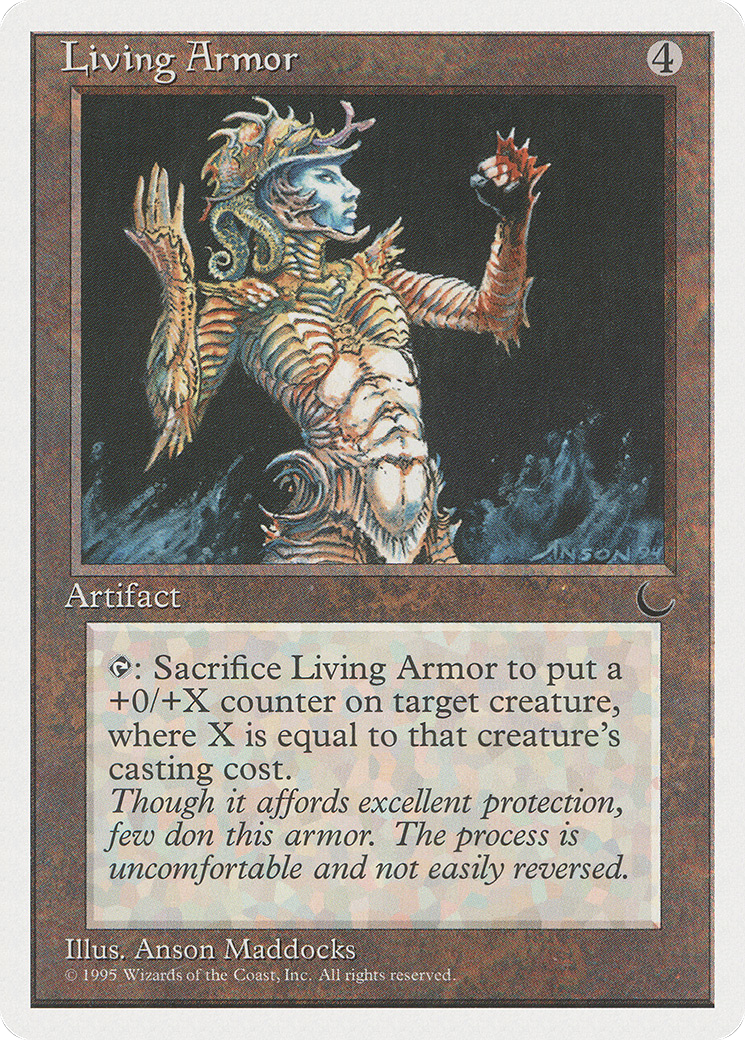 Living Armor 4
ANSON 94
Artifact
: Sacrifice Living Armor to put a
+0/+X counter on target creature,
where X is equal to that creature's
casting cost.
Though it affords excellent protection,
few don this armor. The process is
uncomfortable and not easily reversed.
Illus. Anson Maddocks
© 1995 Wizards of the Coast, Inc. All rights reserved.